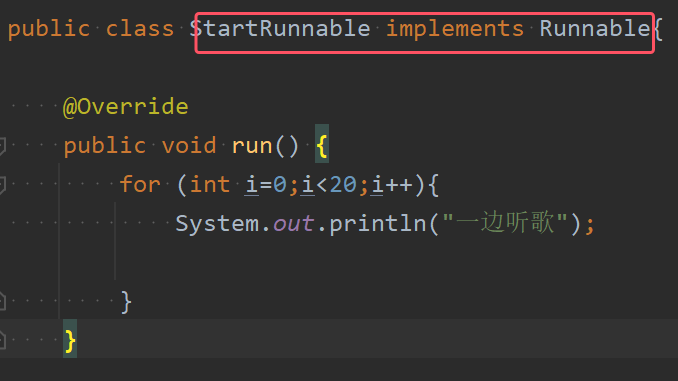 public class StartRunnable implements Runnable{
@Override
public void run() {
for (int i=0;i<20;i++){
System.out.println("一边听歌");
}
}